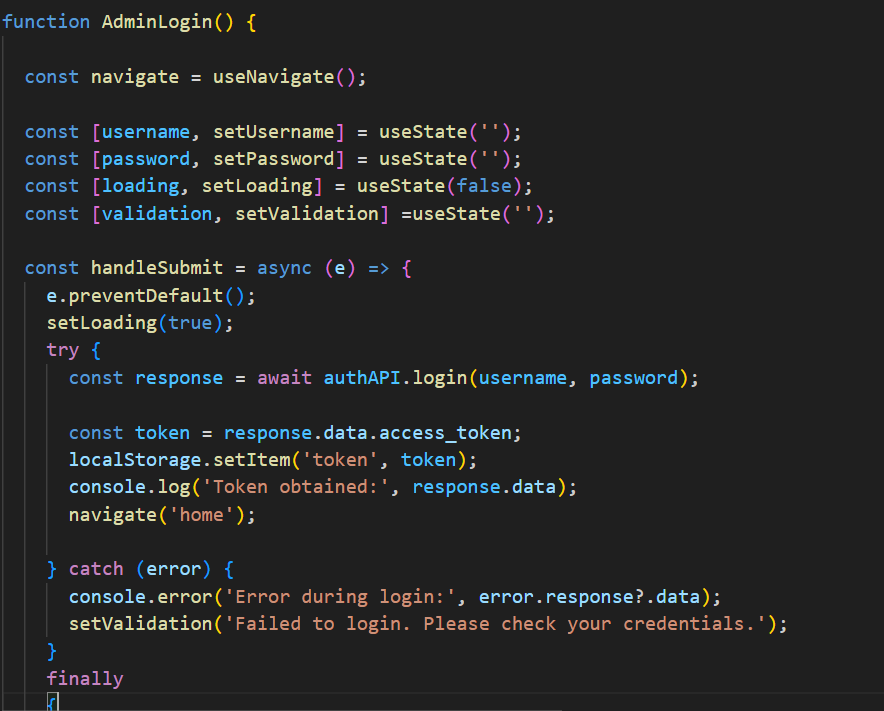 function AdminLogin() {
const navigate = useNavigate();
const [username, setUsername] = useState('');
const [password, setPassword] = useState('');
const [loading, setLoading] = useState(false);
const [validation, setValidation] =useState('');
const handleSubmit = async (e) => {
e.preventDefault();
setLoading(true);
try {
const response = await authAPI.login(username, password);
const token = response.data.access_token;
localStorage.setItem('token', token);
console.log('Token obtained:', response.data);
navigate('home');
} catch (error) {
console.error('Error during login:', error.response?.data);
setValidation('Failed to login. Please check your credentials.');
}
finally
{